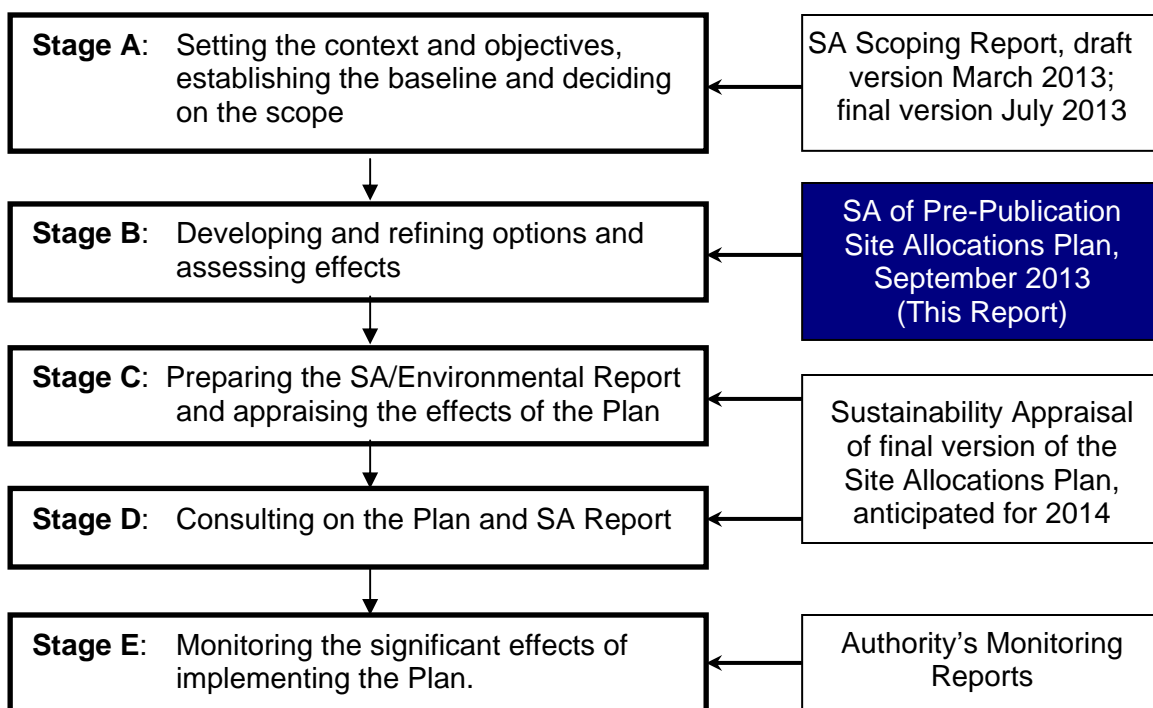 Stage A: Setting the context and objectives,
establishing the baseline and deciding
on the scope
SA Scoping Report, draft
version March 2013;
final version July 2013
Stage B: Developing and refining options and
assessing effects
SA of Pre-Publication
Site Allocations Plan,
September 2013
(This Report)
Stage C: Preparing the SA/Environmental Report
and appraising the effects of the Plan
Sustainability Appraisal
of final version of the
Site Allocations Plan,
anticipated for 2014
Stage D: Consulting on the Plan and SA Report
Stage E: Monitoring the significant effects of
implementing the Plan.
Authority's Monitoring
Reports